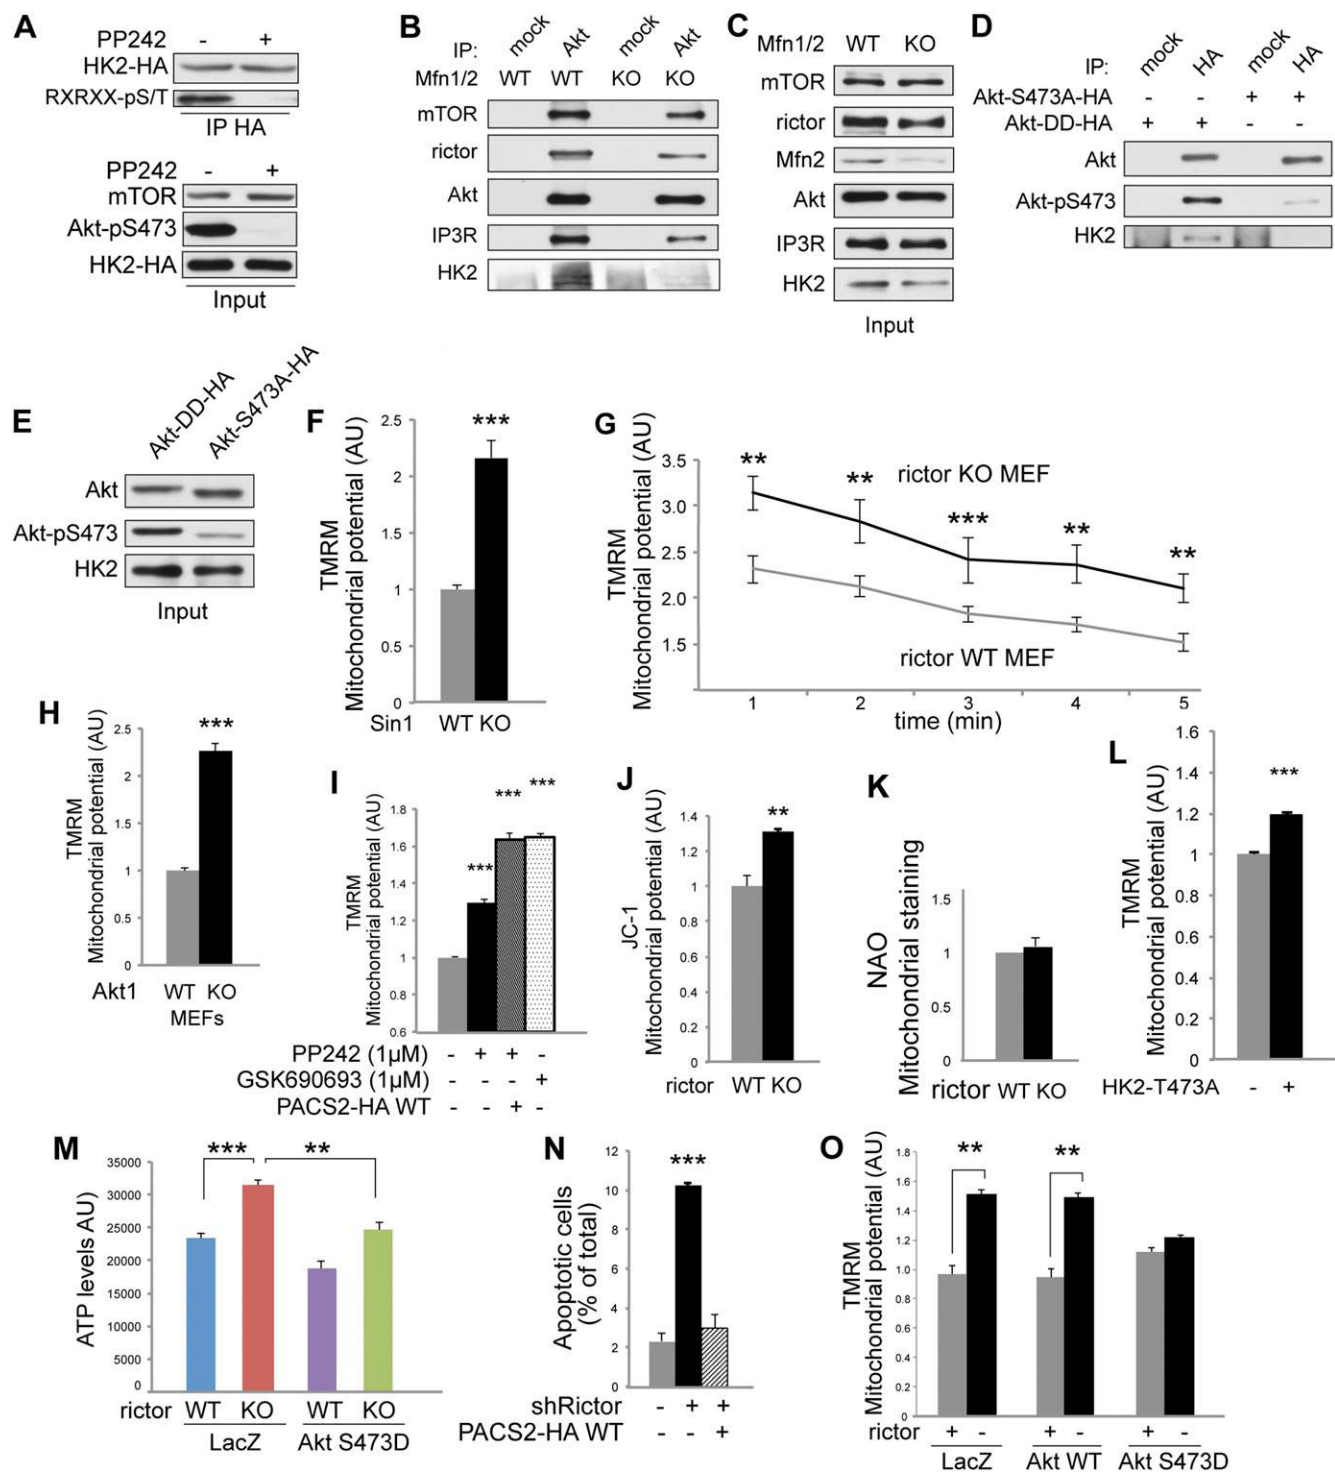 A
PP242 - +
HK2-HA
RXRXX-pS/T
IP HA
PP242 - +
mTOR
Akt-pS473
HK2-HA
Input
B
IP: mock Akt mock Akt
Mfn1/2 WT WT KO KO
mTOR
rictor
Akt
IP3R
HK2
C
Mfn1/2 WT KO
mTOR
rictor
Mfn2
Akt
IP3R
HK2
Input
D
IP: mock HA mock HA
Akt-S473A-HA - - + +
Akt-DD-HA + + - -
Akt
Akt-pS473
HK2
E
Akt-DD-HA Akt-S473A-HA
Akt
Akt-pS473
HK2
Input
F
TMRM
Mitochondrial potential (AU)
2.5
2
1.5
1
0.5
0
***
Sin1 WT KO
G
TMRM
Mitochondrial potential (AU)
3.5
3.0
2.5
2.0
1.5
** ** *** ** **
rictor KO MEF
rictor WT MEF
1 2 3 4 5
time (min)
H
TMRM
Mitochondrial potential (AU)
2.5
2
1.5
1
0.5
0
***
Akt1 WT KO
MEFs
I
TMRM
Mitochondrial potential (AU)
1.8
1.6
1.4
1.2
1
0.8
0.6
*** *** ***
PP242 (1µM) - + + -
GSK690693 (1µM) - - - +
PACS2-HA WT - - + -
J
JC-1
Mitochondrial potential (AU)
1.4
1.2
1
0.8
0.6
0.4
0.2
0
**
rictor WT KO
K
NAO
Mitochondrial staining
1.5
1
0.5
0
rictor WT KO
L
TMRM
Mitochondrial potential (AU)
1.6
1.4
1.2
1
0.8
0.6
0.4
0.2
0
***
HK2-T473A - +
M
ATP levels AU)
35000
30000
25000
20000
15000
10000
5000
0
*** **
rictor WT KO WT KO
LacZ Akt S473D
N
Apoptotic cells
(% of total)
12
10
8
6
4
2
0
***
shRictor - + +
PACS2-HA WT - - +
O
TMRM
Mitochondrial potential (AU)
1.8
1.6
1.4
1.2
1
0.8
0.6
0.4
0.2
0
** **
rictor + - + - + -
LacZ Akt WT Akt S473D